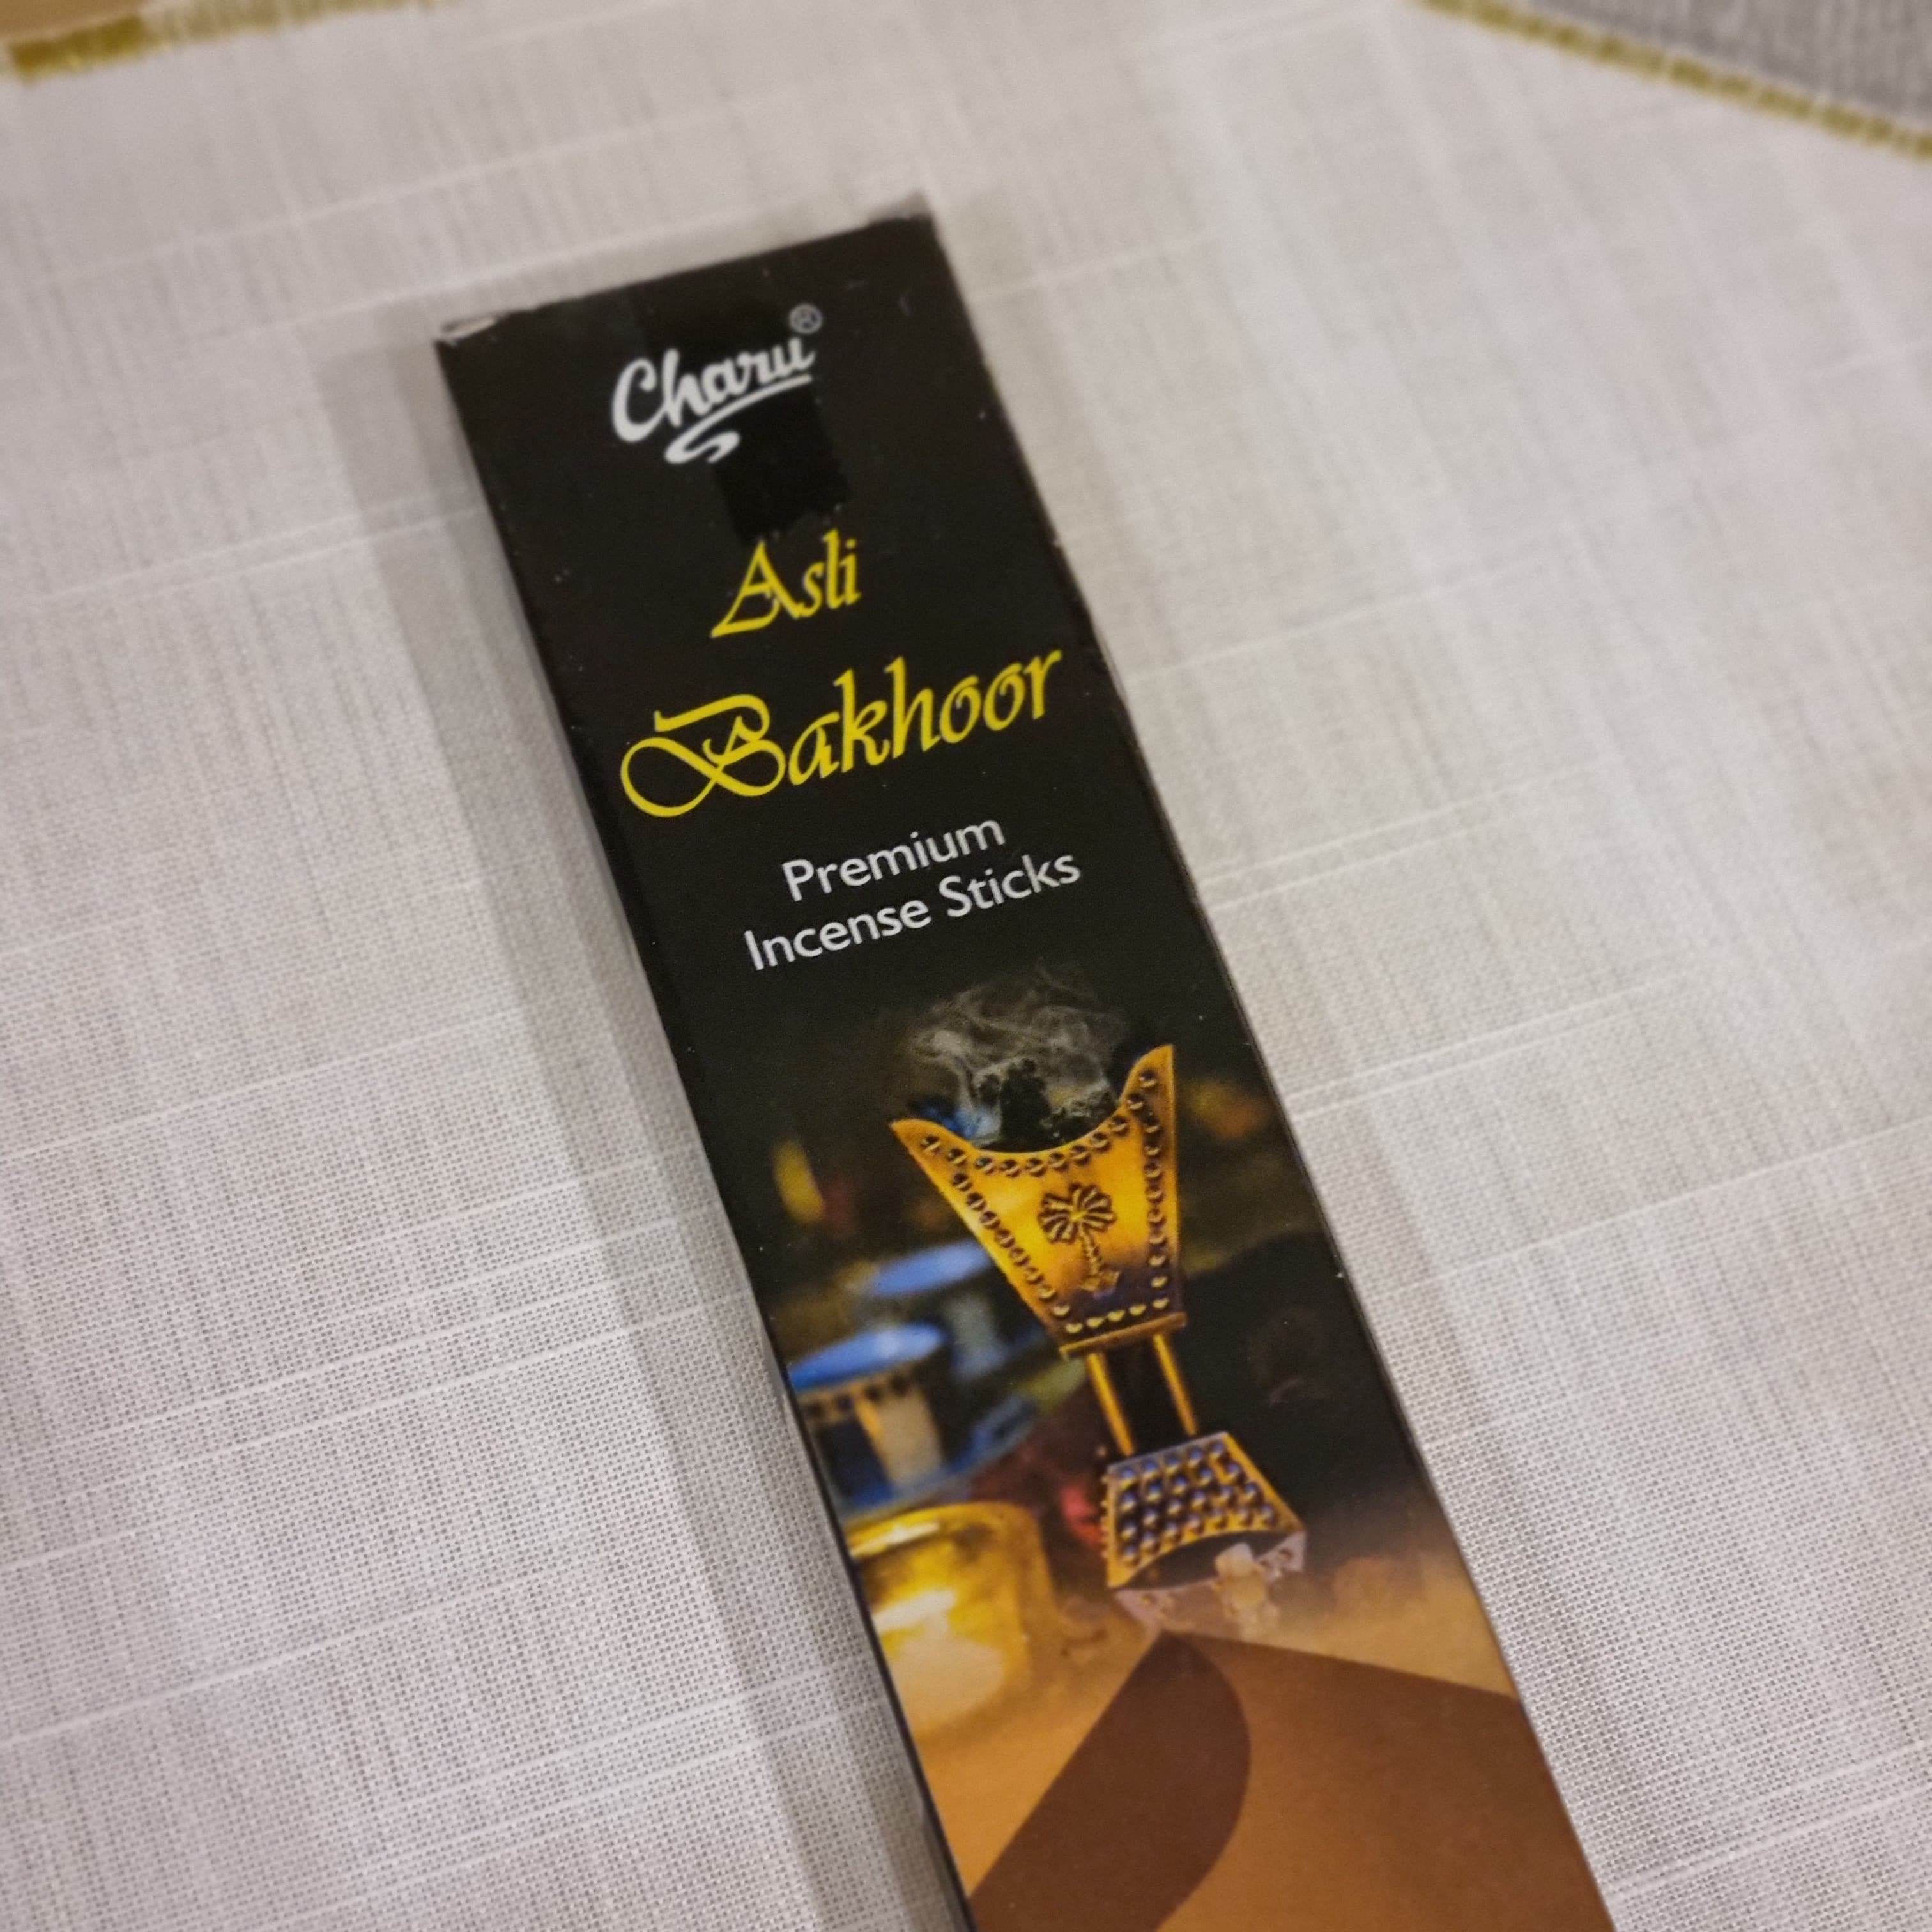 Charu®
Asli
Bakhoor
Premium
Incense Sticks